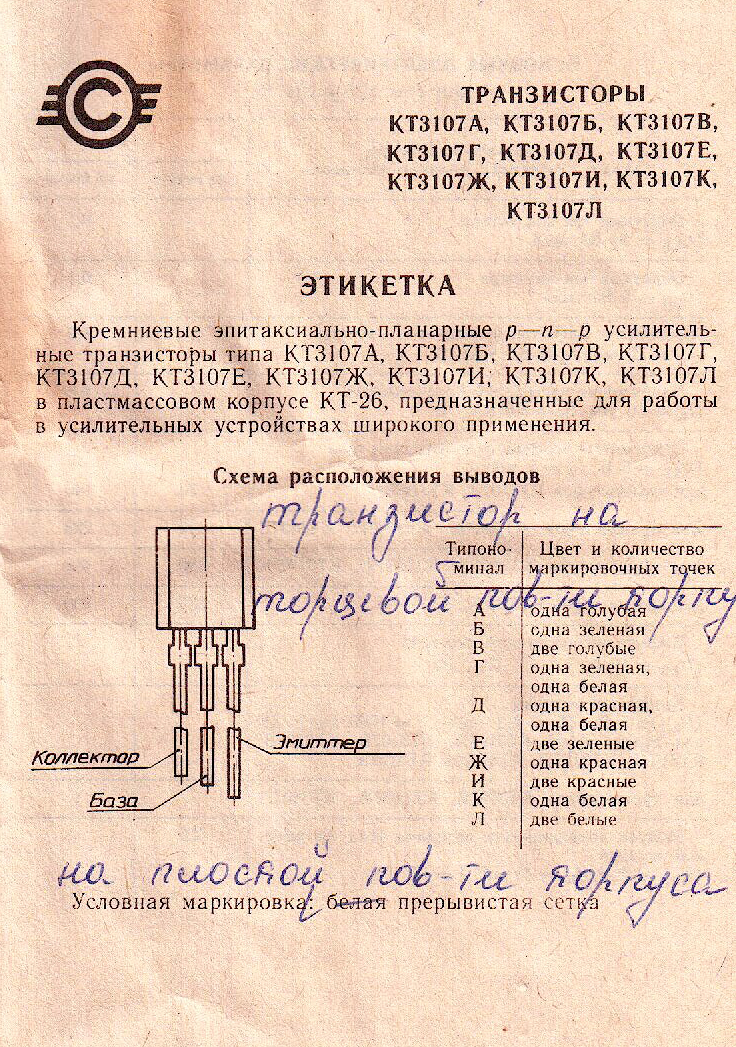 С
ТРАНЗИСТОРЫ
КТ3107А, КТ3107Б, КТ3107В,
КТ3107Г, КТ3107Д, КТ3107Е,
КТ3107Ж, КТ3107И, КТ3107К,
КТ3107Л
ЭТИКЕТКА
Кремниевые эпитаксиально-планарные p—n—p усилитель-
ные транзисторы типа КТ3107А, КТ3107Б, КТ3107В, КТ3107Г,
КТ3107Д, КТ3107Е, КТ3107Ж, КТ3107И, КТ3107К, КТ3107Л
в пластмассовом корпусе КТ-26, предназначенные для работы
в усилительных устройствах широкого применения.
Схема расположения выводов
транзистор на
торцевой пов-ти корпу
Типоно-
минал
Цвет и количество
маркировочных точек
А одна голубая
Б одна зеленая
В две голубые
Г одна зеленая,
одна белая
Д одна красная,
одна белая
Е две зеленые
Ж одна красная
И две красные
К одна белая
Л две белые
Коллектор
База
Эмиттер
на плоской пов-ти корпуса
Условная маркировка: белая прерывистая сетка